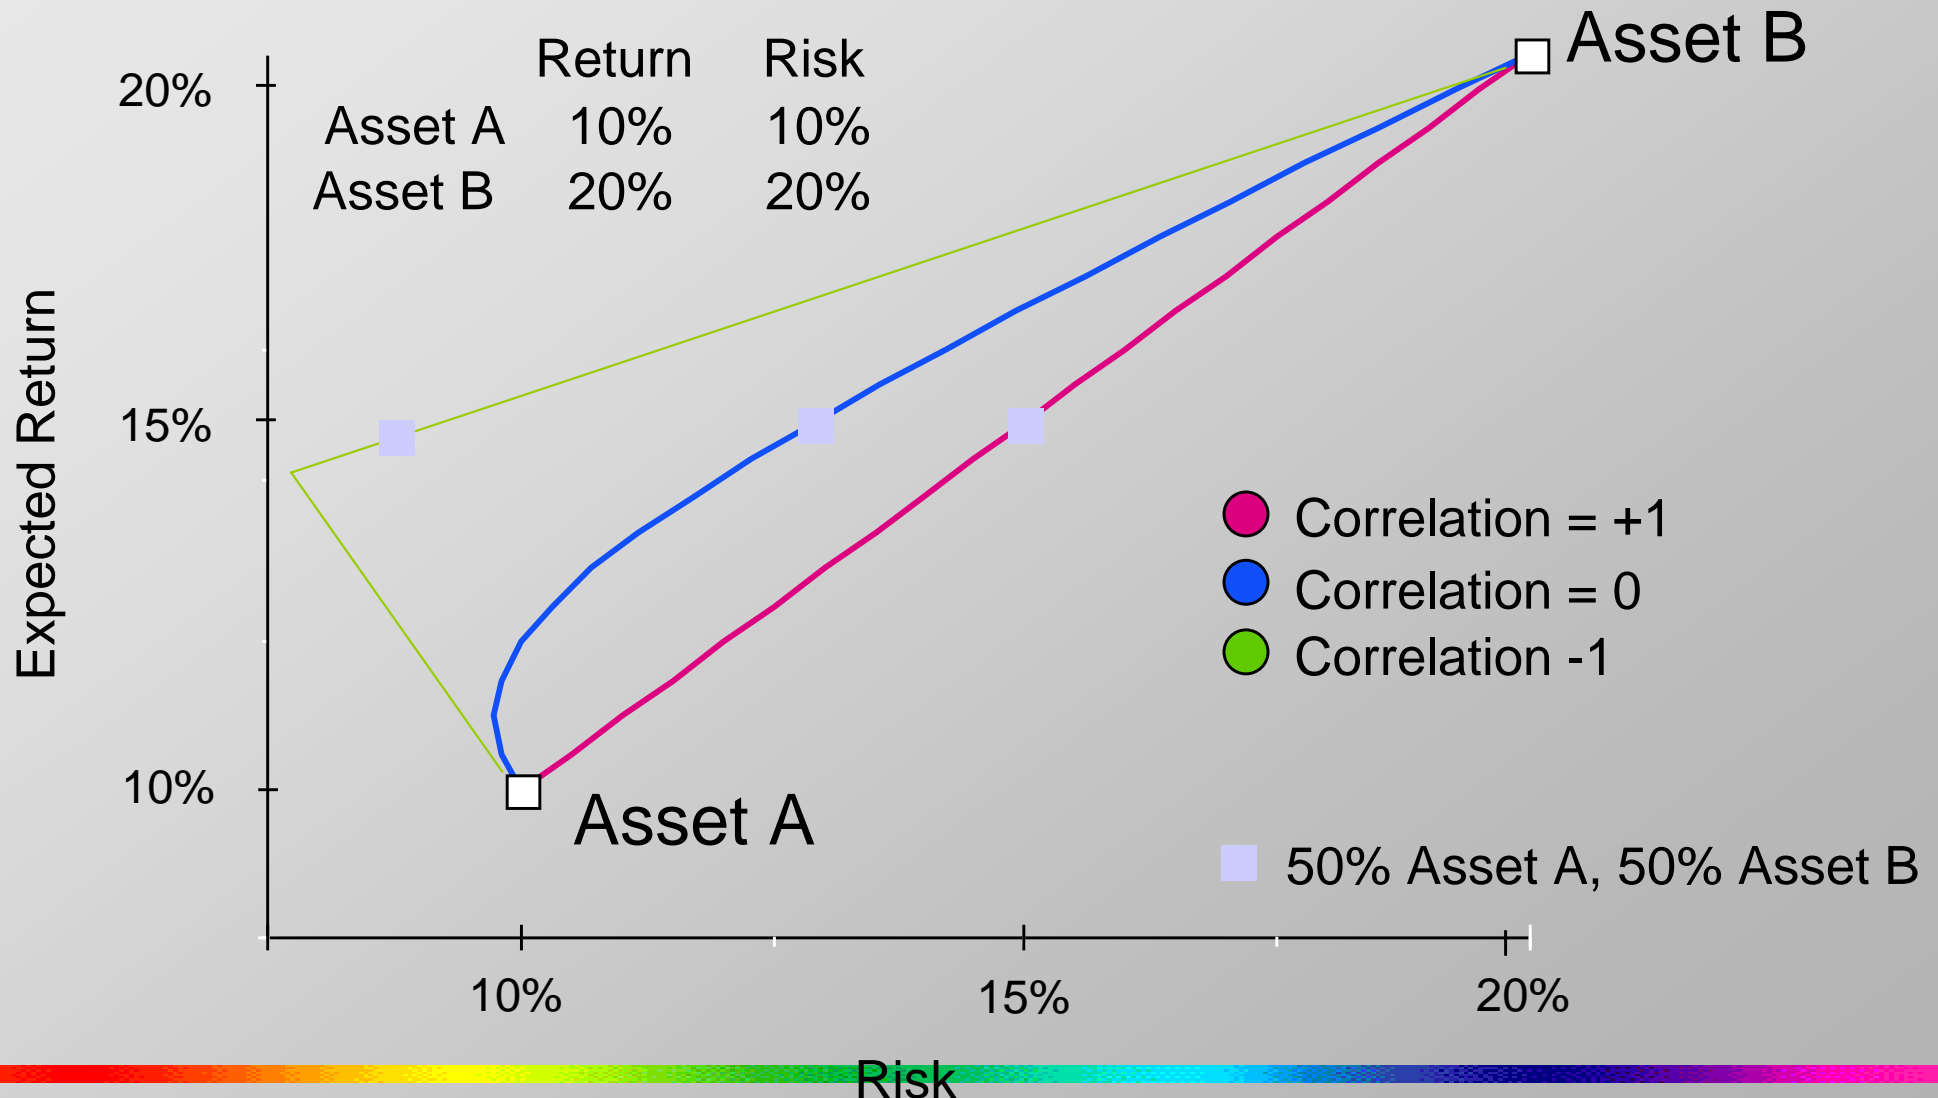 Asset B
Return Risk
Asset A 10% 10%
Asset B 20% 20%
20%
15%
10%
Expected Return
Correlation = +1
Correlation = 0
Correlation -1
Asset A
50% Asset A, 50% Asset B
10% 15% 20%
Risk